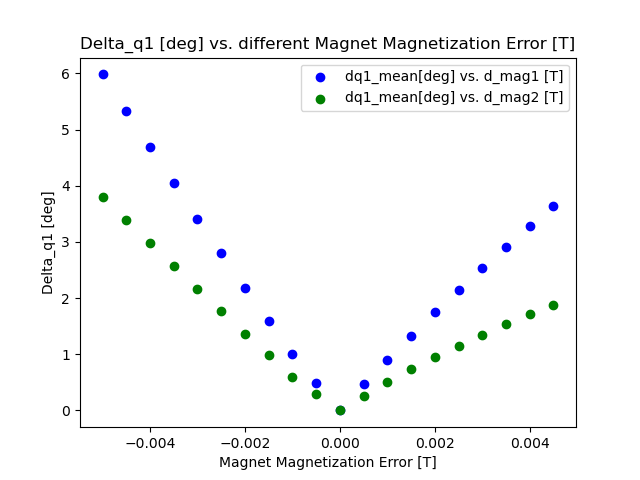 Delta_q1 [deg] vs. different Magnet Magnetization Error [T]
dq1_mean[deg] vs. d_mag1 [T]
dq1_mean[deg] vs. d_mag2 [T]
Delta_q1 [deg]
6
5
4
3
2
1
0
−0.004 −0.002 0.000 0.002 0.004
Magnet Magnetization Error [T]